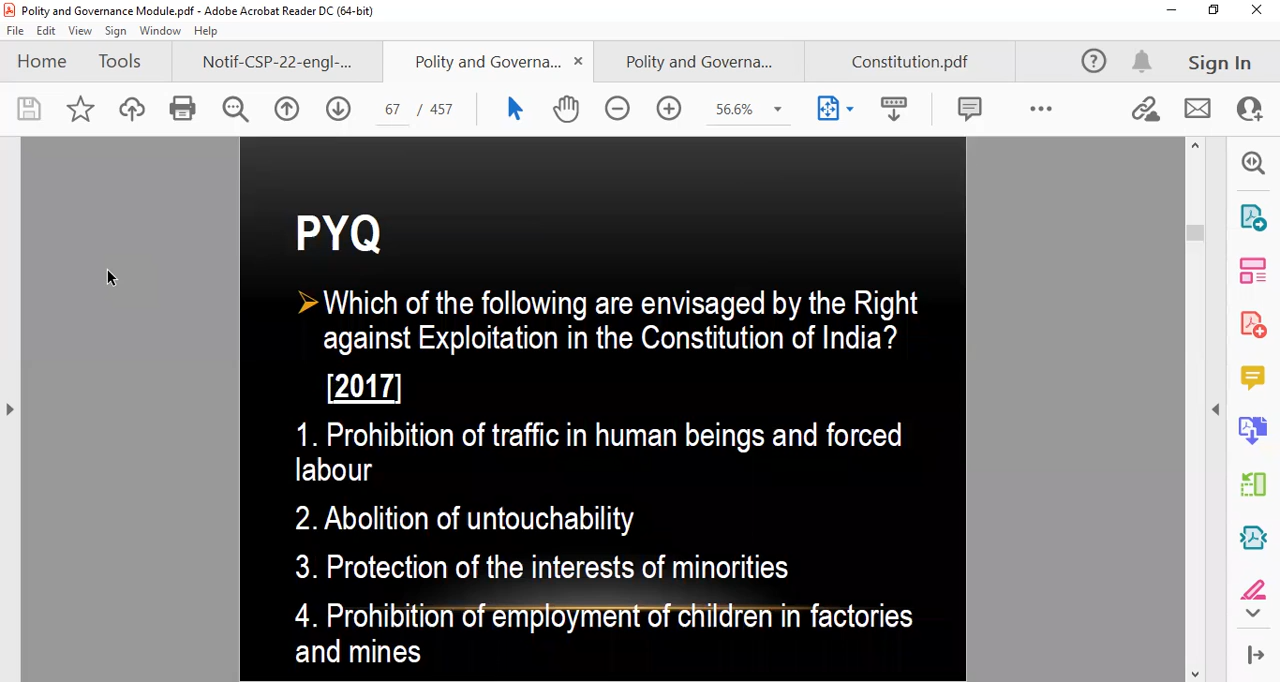 Polity and Governance Module.pdf - Adobe Acrobat Reader DC (64-bit)
File Edit View Sign Window Help
Home Tools Notif-CSP-22-engl-... Polity and Governa... × Polity and Governa... Constitution.pdf Sign In
67 / 457 56.6%
PYQ
Which of the following are envisaged by the Right
against Exploitation in the Constitution of India?
[2017]
1. Prohibition of traffic in human beings and forced
labour
2. Abolition of untouchability
3. Protection of the interests of minorities
4. Prohibition of employment of children in factories
and mines